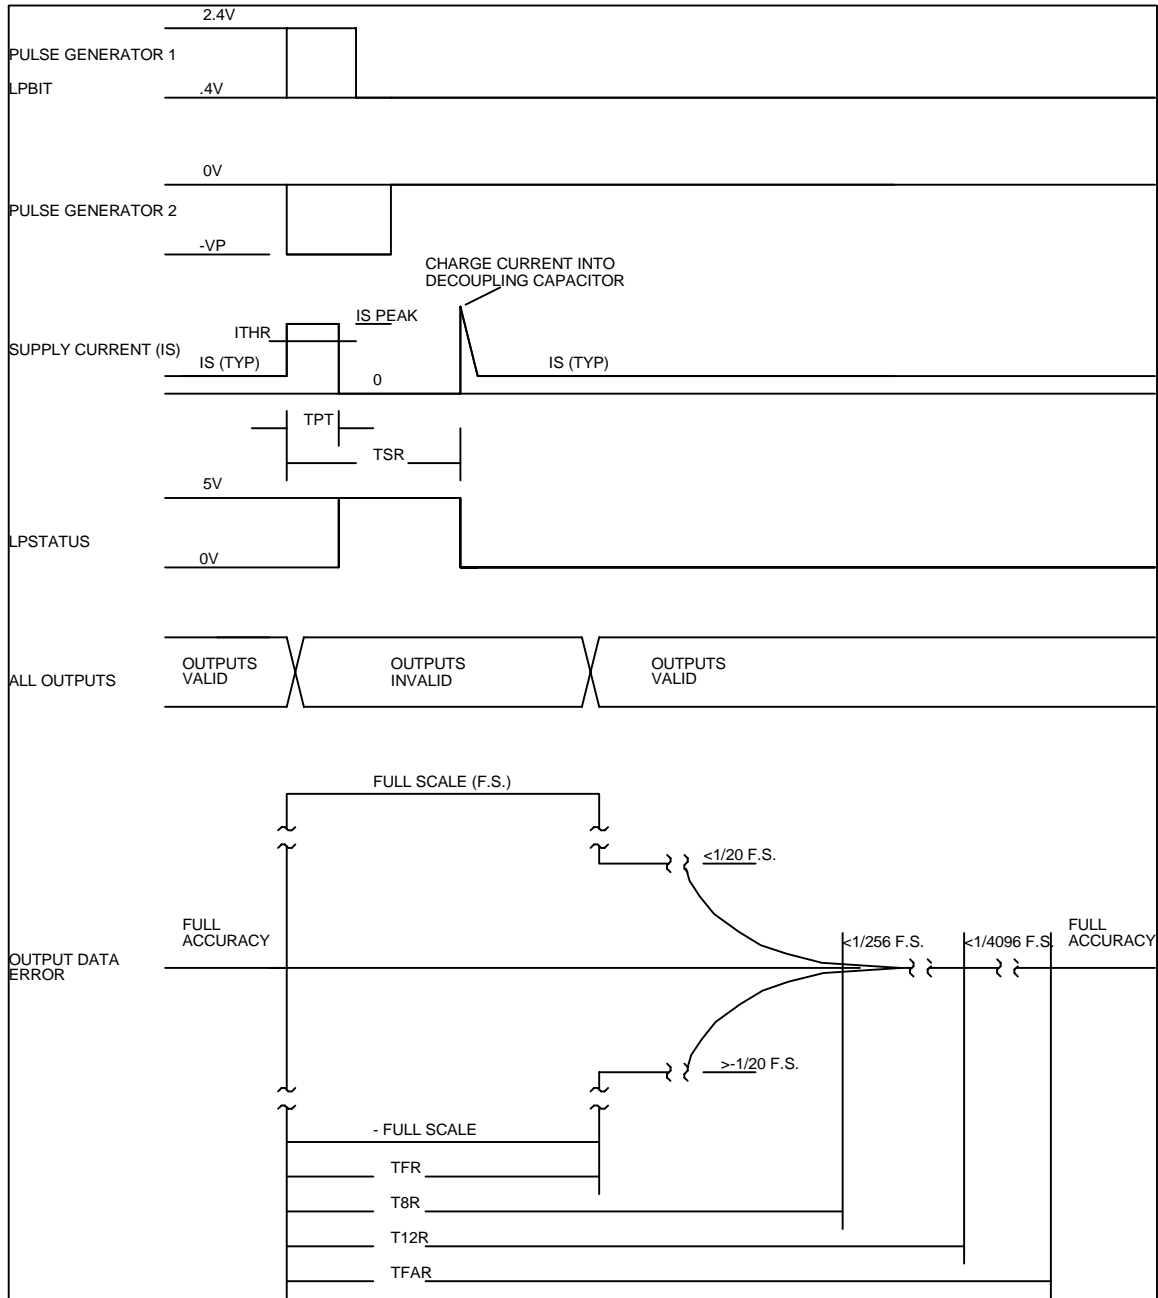 2.4V
PULSE GENERATOR 1
LPBIT
.4V
0V
PULSE GENERATOR 2
-VP
CHARGE CURRENT INTO
DECOUPLING CAPACITOR
IS PEAK
ITHR
SUPPLY CURRENT (IS)
IS (TYP)
IS (TYP)
0
TPT
TSR
5V
LPSTATUS
0V
OUTPUTS
VALID
OUTPUTS
INVALID
OUTPUTS
VALID
ALL OUTPUTS
FULL SCALE (F.S.)
<1/20 F.S.
FULL
ACCURACY
<1/256 F.S.
<1/4096 F.S.
FULL
ACCURACY
OUTPUT DATA
ERROR
>-1/20 F.S.
- FULL SCALE
TFR
T8R
T12R
TFAR